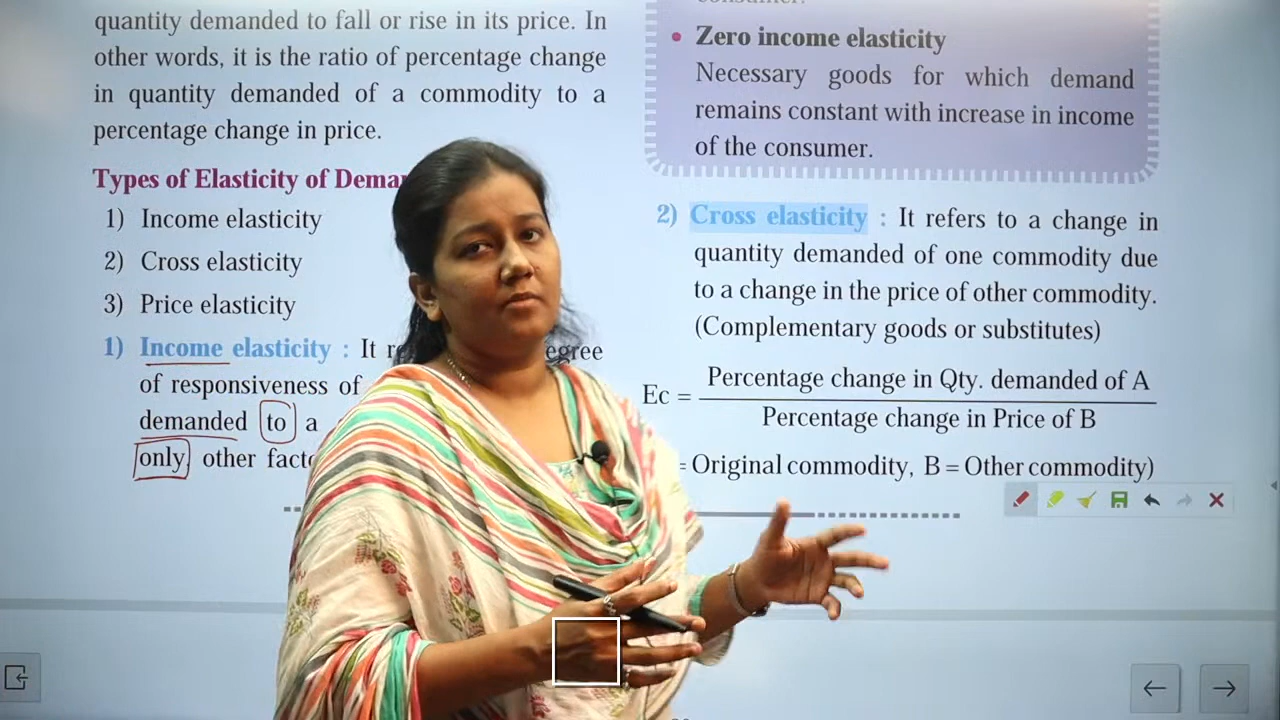 quantity demanded to fall or rise in its price. In
other words, it is the ratio of percentage change
in quantity demanded of a commodity to a
percentage change in price.
Types of Elasticity of
1) Income elasticity
2) Cross elasticity
3) Price elasticity
1) Income elasticity : It
of responsiveness of
demanded to a
only, other
• Zero income elasticity
Necessary goods for which demand
remains constant with increase in income
of the consumer.
2) Cross elasticity : It refers to a change in
quantity demanded of one commodity due
to a change in the price of other commodity.
(Complementary goods or substitutes)
Ec = Percentage change in Qty. demanded of A
Percentage change in Price of B
= Original commodity, B = Other commodity)